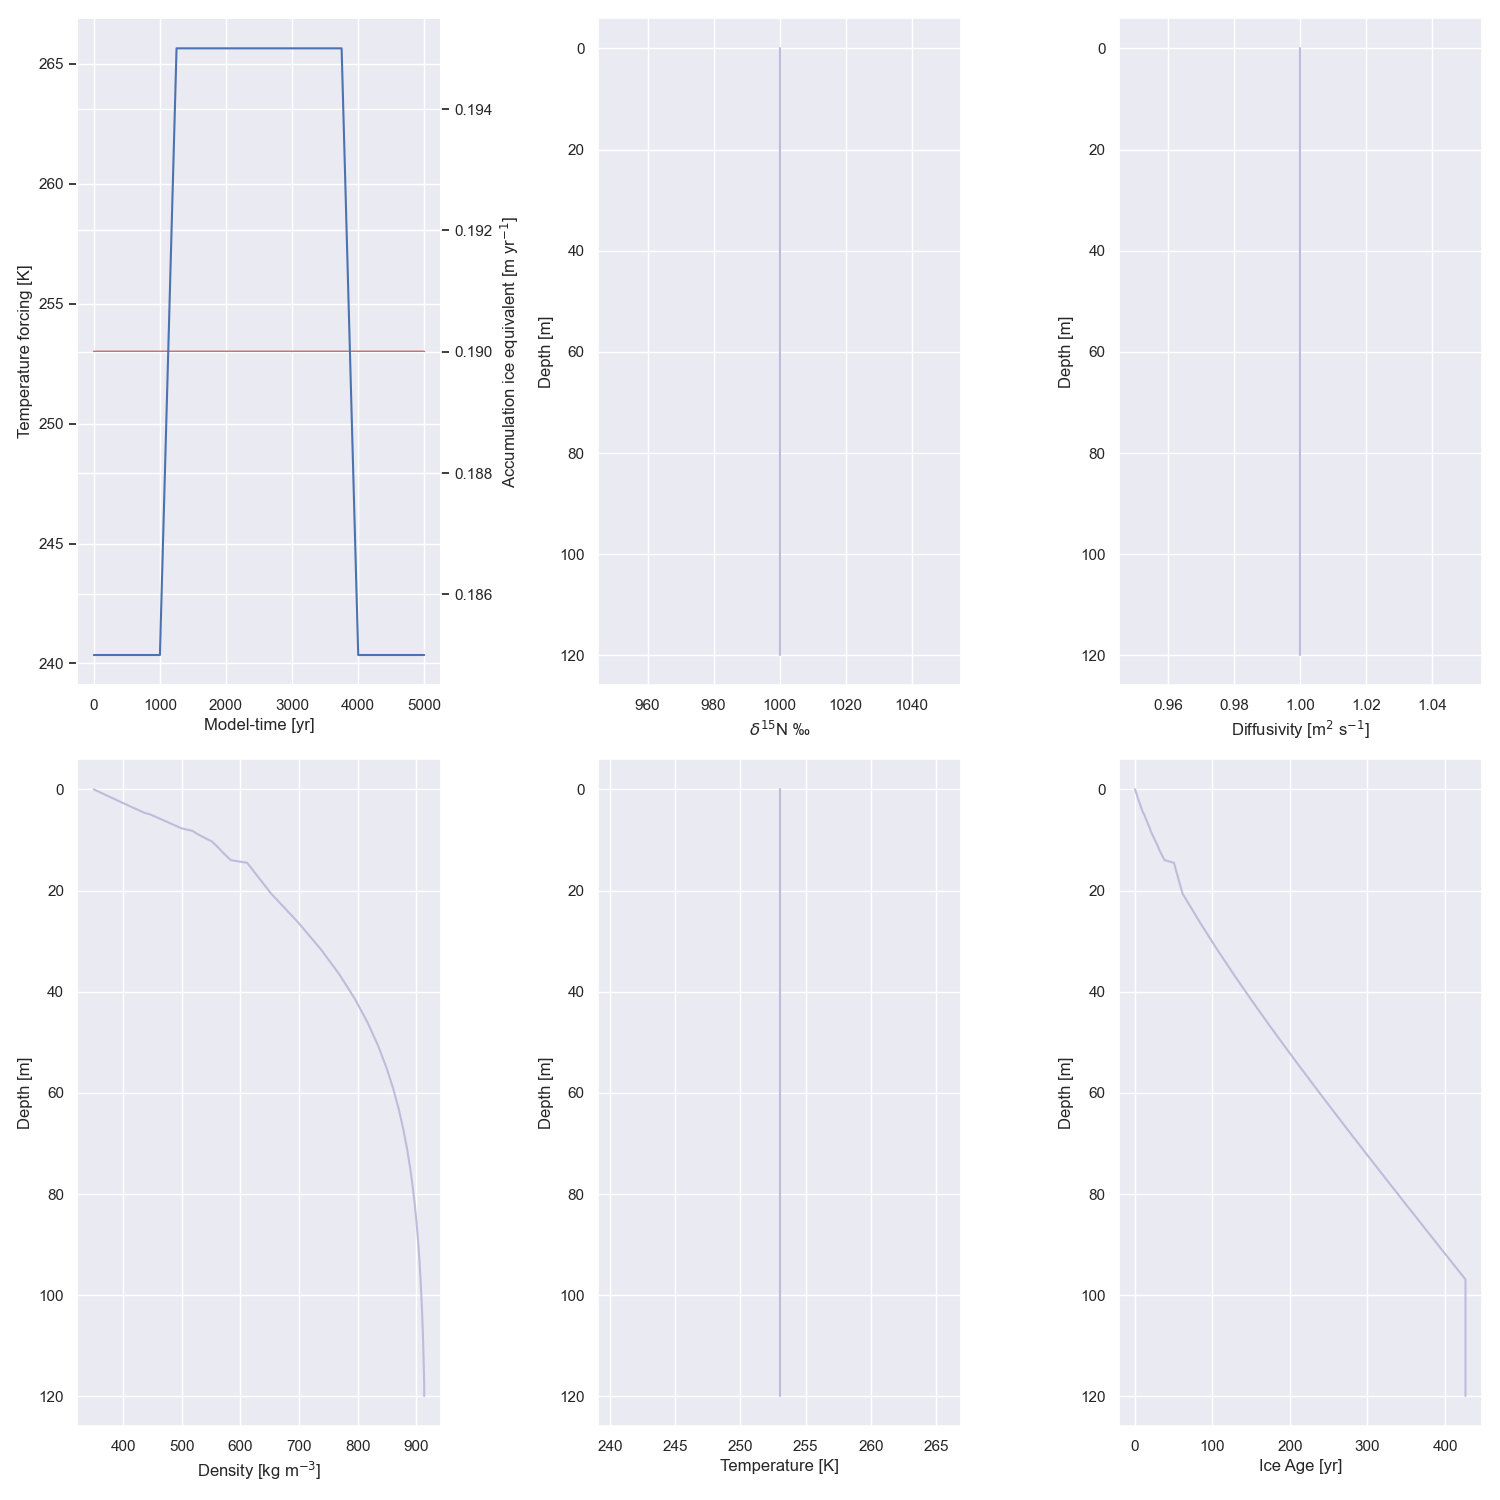 265
260
255
250
245
240
Temperature forcing [K]
0 1000 2000 3000 4000 5000
Model-time [yr]
0.194
0.192
0.190
0.188
0.186
Accumulation ice equivalent [m yr⁻¹]
0
20
40
60
80
100
120
Depth [m]
960 980 1000 1020 1040
δ¹⁵N ‰
0
20
40
60
80
100
120
Depth [m]
0.96 0.98 1.00 1.02 1.04
Diffusivity [m² s⁻¹]
0
20
40
60
80
100
120
Depth [m]
400 500 600 700 800 900
Density [kg m⁻³]
0
20
40
60
80
100
120
Depth [m]
240 245 250 255 260 265
Temperature [K]
0
20
40
60
80
100
120
Depth [m]
0 100 200 300 400
Ice Age [yr]